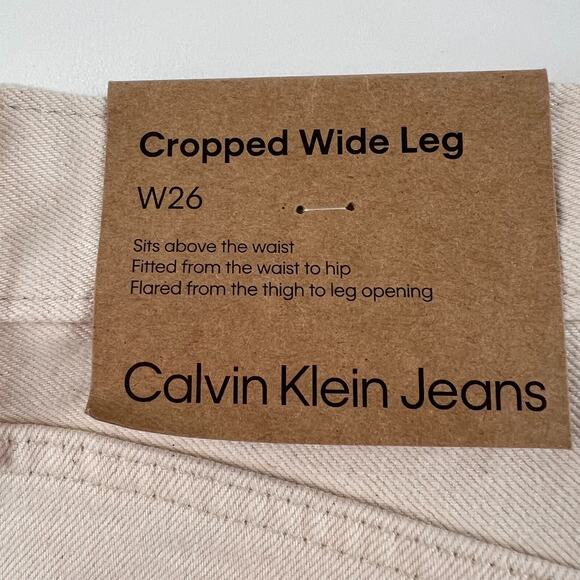 Cropped Wide Leg
W26
Sits above the waist
Fitted from the waist to hip
Flared from the thigh to leg opening
Calvin Klein Jeans